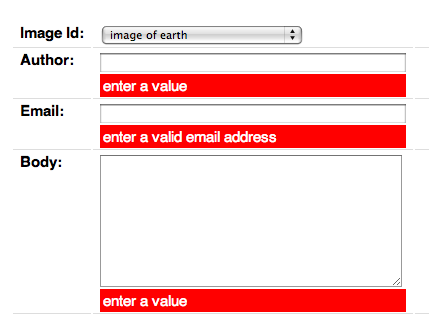 Image Id: image of earth
Author:
enter a value
Email:
enter a valid email address
Body:
enter a value